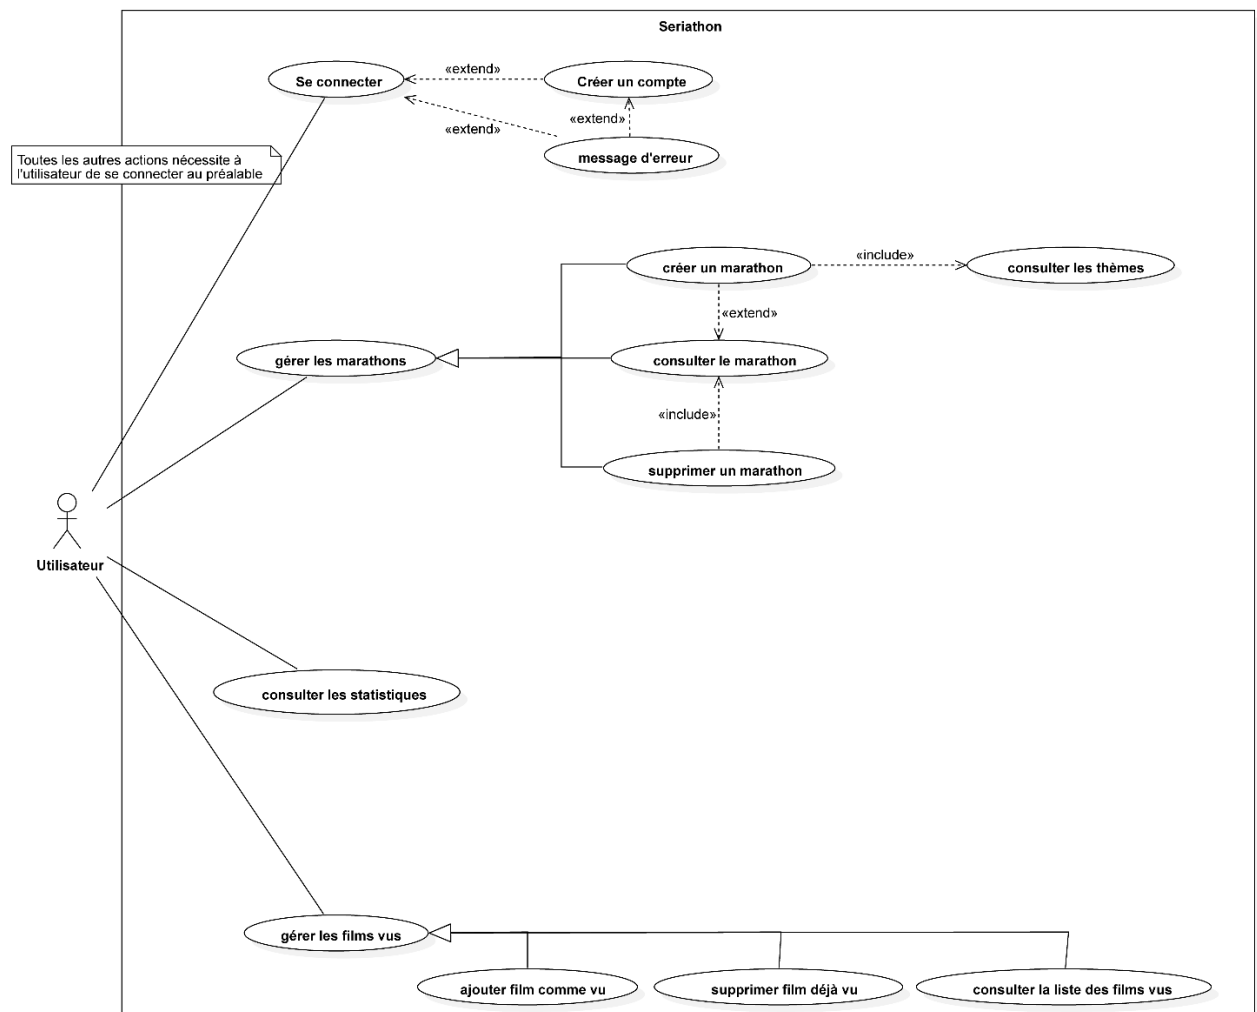 Seriathon
Se connecter
«extend»
Créer un compte
«extend»
«extend»
message d'erreur
Toutes les autres actions nécessite à
l'utilisateur de se connecter au préalable
créer un marathon
«include»
consulter les thèmes
«extend»
gérer les marathons
consulter le marathon
«include»
supprimer un marathon
Utilisateur
consulter les statistiques
gérer les films vus
ajouter film comme vu
supprimer film déjà vu
consulter la liste des films vus